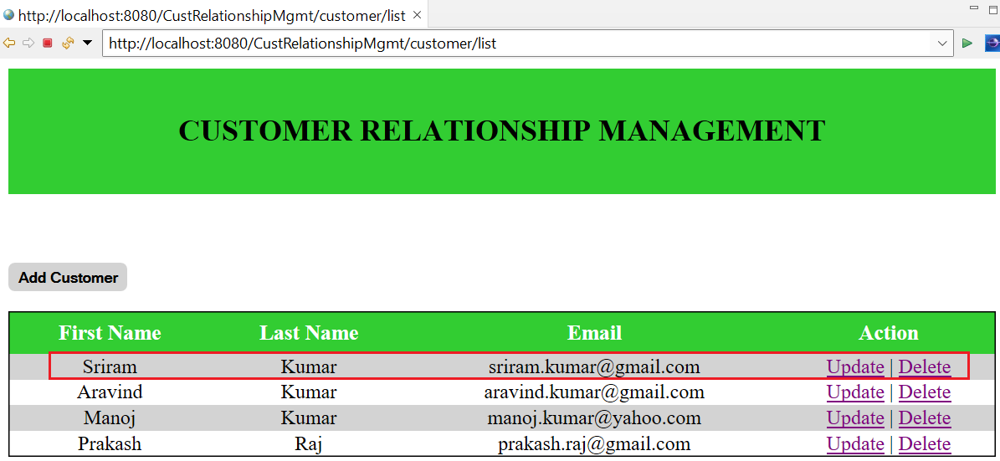 http://localhost:8080/CustRelationshipMgmt/customer/list
http://localhost:8080/CustRelationshipMgmt/customer/list
CUSTOMER RELATIONSHIP MANAGEMENT
Add Customer
First Name Last Name Email Action
Sriram Kumar sriram.kumar@gmail.com Update | Delete
Aravind Kumar aravind.kumar@gmail.com Update | Delete
Manoj Kumar manoj.kumar@yahoo.com Update | Delete
Prakash Raj prakash.raj@gmail.com Update | Delete